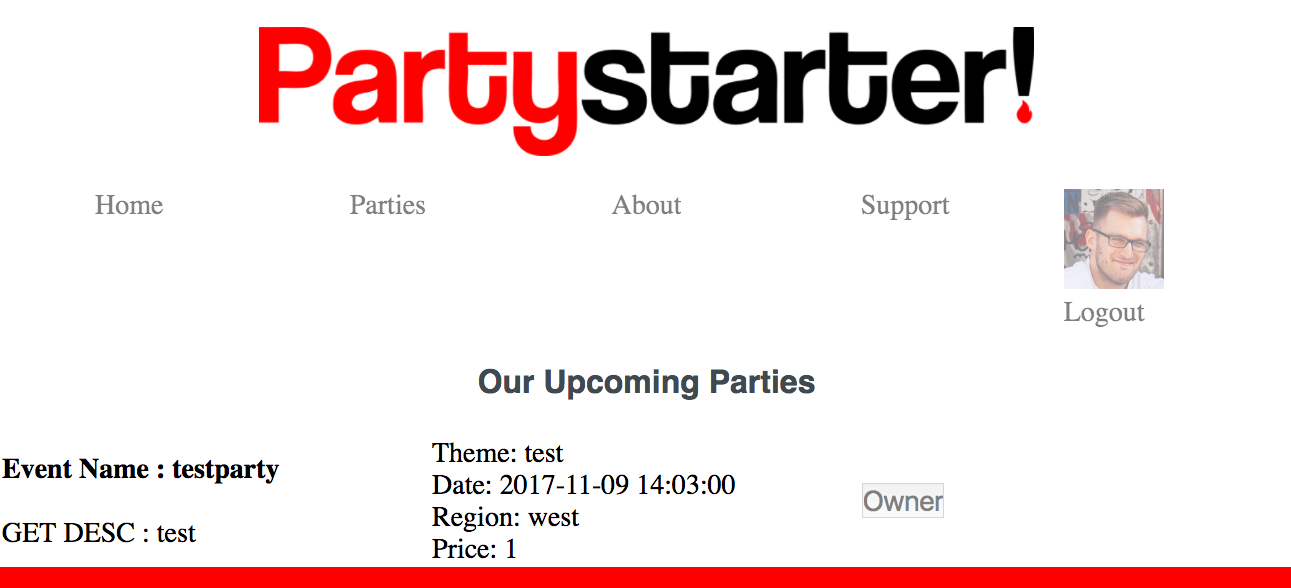 Partystarter!
Home Parties About Support
Logout
Our Upcoming Parties
Event Name : testparty
GET DESC : test
Theme: test
Date: 2017-11-09 14:03:00
Region: west
Price: 1
Owner